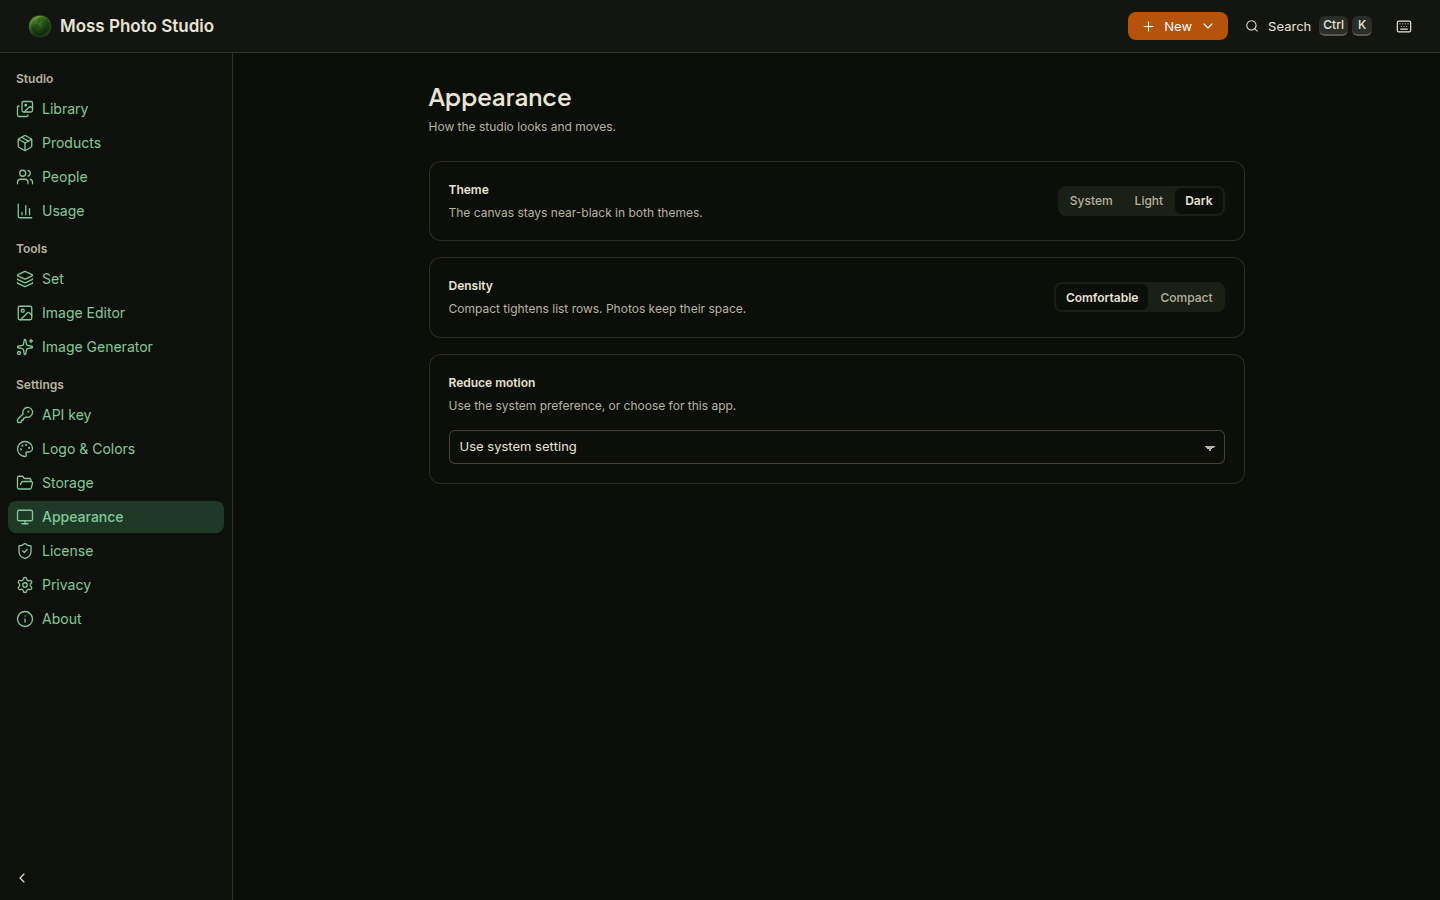 Moss Photo Studio
New
Search Ctrl K
Studio
Library
Products
People
Usage
Tools
Set
Image Editor
Image Generator
Settings
API key
Logo & Colors
Storage
Appearance
License
Privacy
About
Appearance
How the studio looks and moves.
Theme
The canvas stays near-black in both themes.
System Light Dark
Density
Compact tightens list rows. Photos keep their space.
Comfortable Compact
Reduce motion
Use the system preference, or choose for this app.
Use system setting